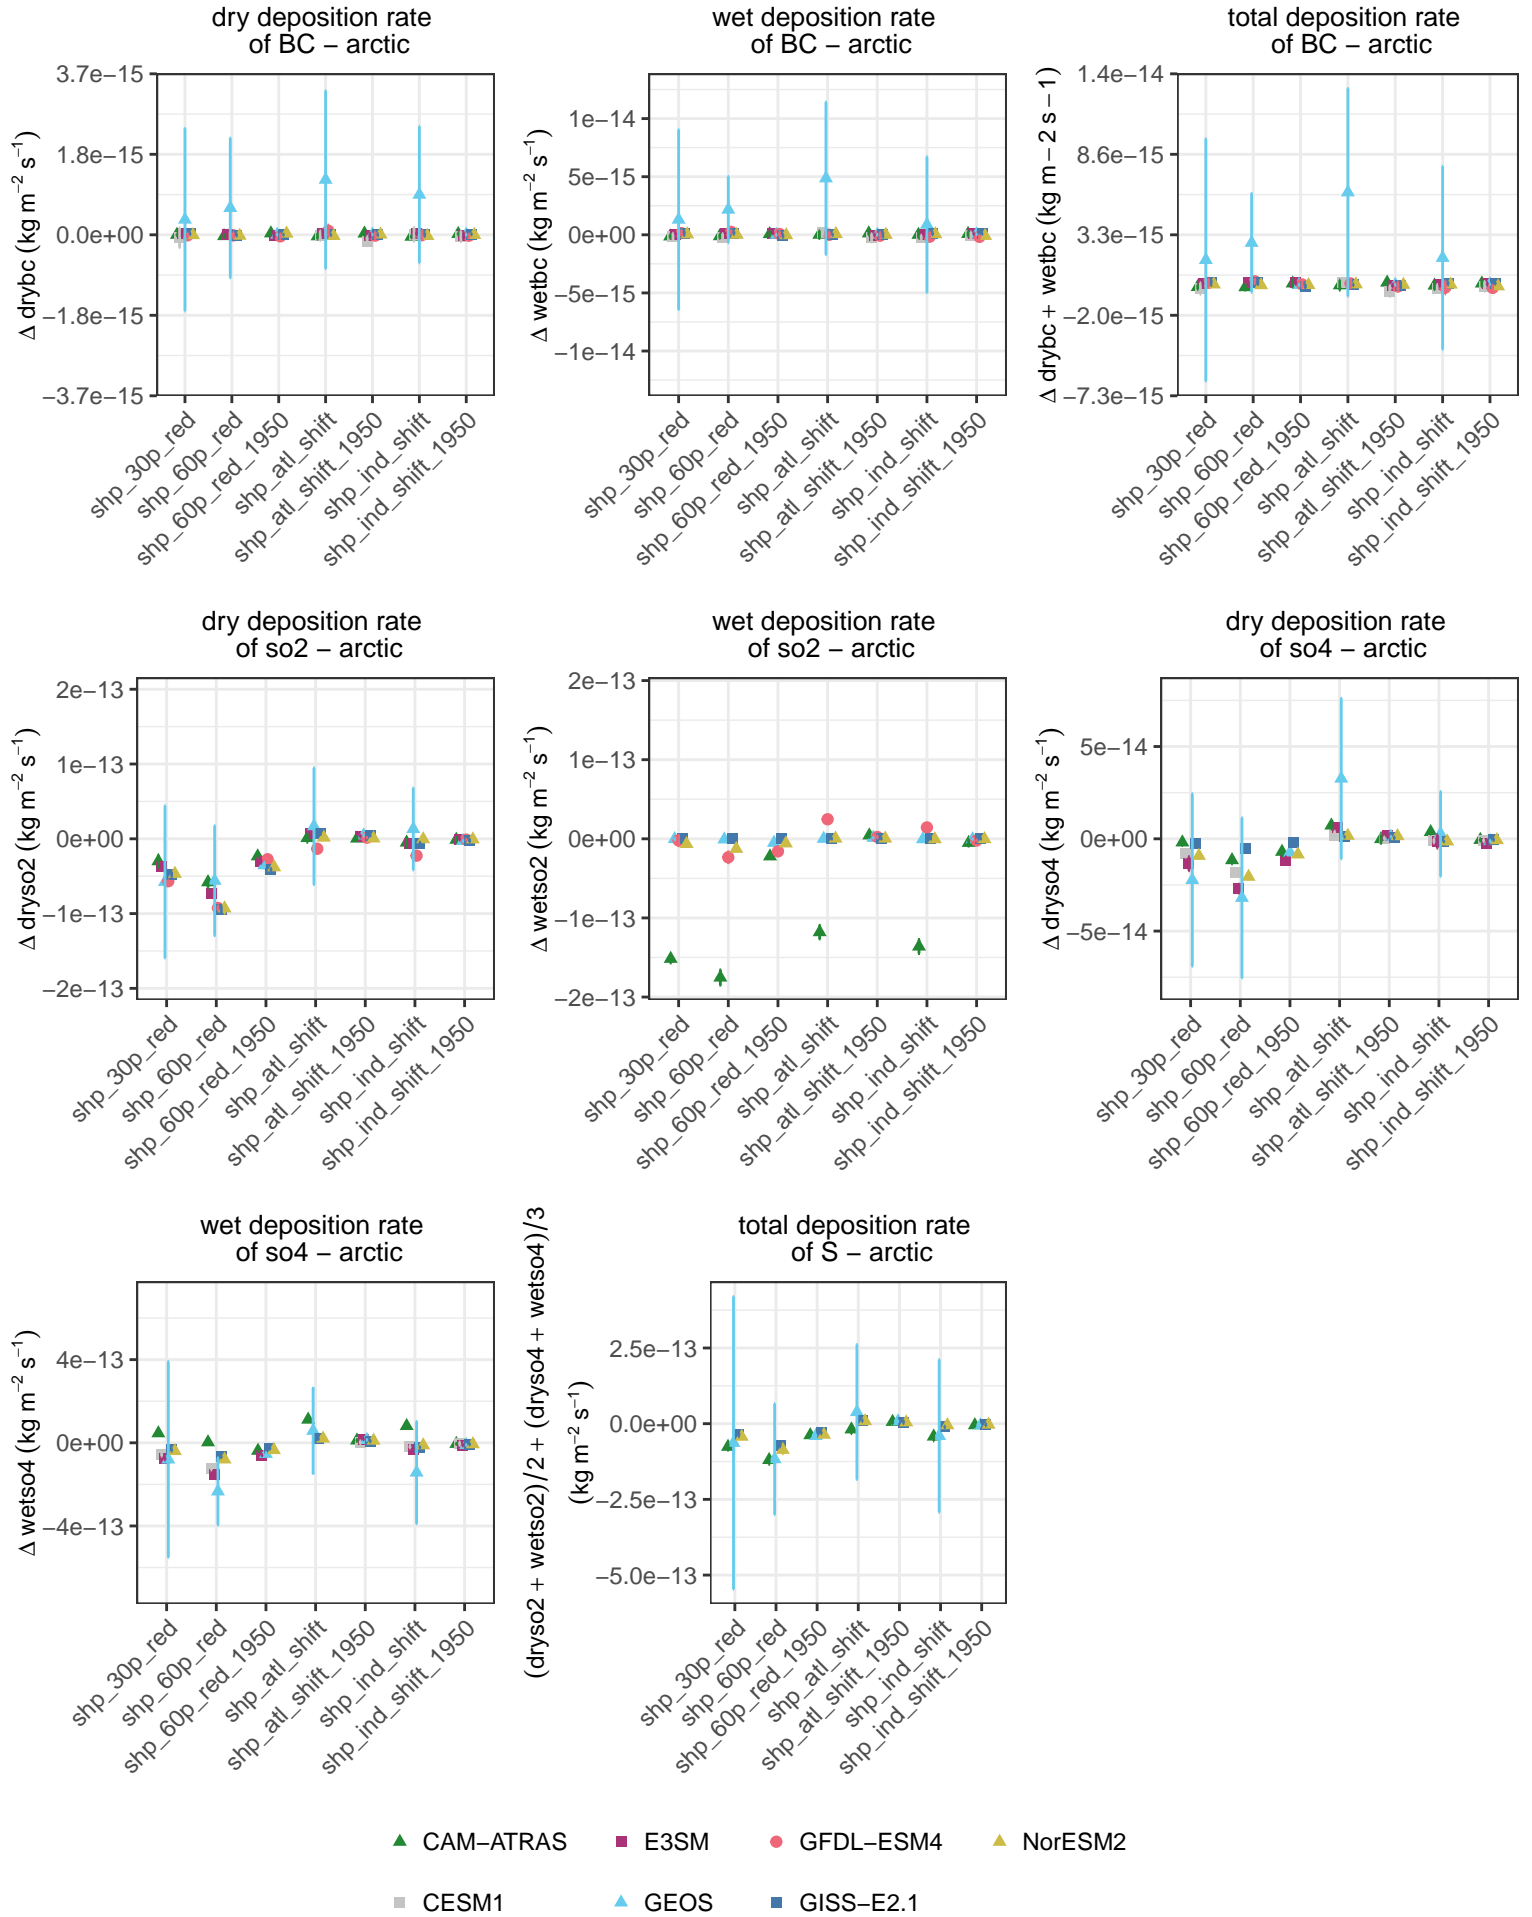 dry deposition rate
of BC − arctic
Δ drybc (kg m−2 s−1)
3.7e−15
1.8e−15
0.0e+00
−1.8e−15
−3.7e−15
shp_30p_red
shp_60p_red
shp_60p_red_1950
shp_atl_shift
shp_atl_shift_1950
shp_ind_shift
shp_ind_shift_1950
wet deposition rate
of BC − arctic
Δ wetbc (kg m−2 s−1)
1e−14
5e−15
0e+00
−5e−15
−1e−14
shp_30p_red
shp_60p_red
shp_60p_red_1950
shp_atl_shift
shp_atl_shift_1950
shp_ind_shift
shp_ind_shift_1950
total deposition rate
of BC − arctic
Δ drybc + wetbc (kg m − 2 s − 1)
1.4e−14
8.6e−15
3.3e−15
−2.0e−15
−7.3e−15
shp_30p_red
shp_60p_red
shp_60p_red_1950
shp_atl_shift
shp_atl_shift_1950
shp_ind_shift
shp_ind_shift_1950
dry deposition rate
of so2 − arctic
Δ dryso2 (kg m−2 s−1)
2e−13
1e−13
0e+00
−1e−13
−2e−13
shp_30p_red
shp_60p_red
shp_60p_red_1950
shp_atl_shift
shp_atl_shift_1950
shp_ind_shift
shp_ind_shift_1950
wet deposition rate
of so2 − arctic
Δ wetso2 (kg m−2 s−1)
2e−13
1e−13
0e+00
−1e−13
−2e−13
shp_30p_red
shp_60p_red
shp_60p_red_1950
shp_atl_shift
shp_atl_shift_1950
shp_ind_shift
shp_ind_shift_1950
dry deposition rate
of so4 − arctic
Δ dryso4 (kg m−2 s−1)
5e−14
0e+00
−5e−14
shp_30p_red
shp_60p_red
shp_60p_red_1950
shp_atl_shift
shp_atl_shift_1950
shp_ind_shift
shp_ind_shift_1950
wet deposition rate
of so4 − arctic
Δ wetso4 (kg m−2 s−1)
4e−13
0e+00
−4e−13
shp_30p_red
shp_60p_red
shp_60p_red_1950
shp_atl_shift
shp_atl_shift_1950
shp_ind_shift
shp_ind_shift_1950
total deposition rate
of S − arctic
(dryso2 + wetso2)/2 + (dryso4 + wetso4)/3
(kg m−2 s−1)
2.5e−13
0.0e+00
−2.5e−13
−5.0e−13
shp_30p_red
shp_60p_red
shp_60p_red_1950
shp_atl_shift
shp_atl_shift_1950
shp_ind_shift
shp_ind_shift_1950
CAM−ATRAS
E3SM
GFDL−ESM4
NorESM2
CESM1
GEOS
GISS−E2.1